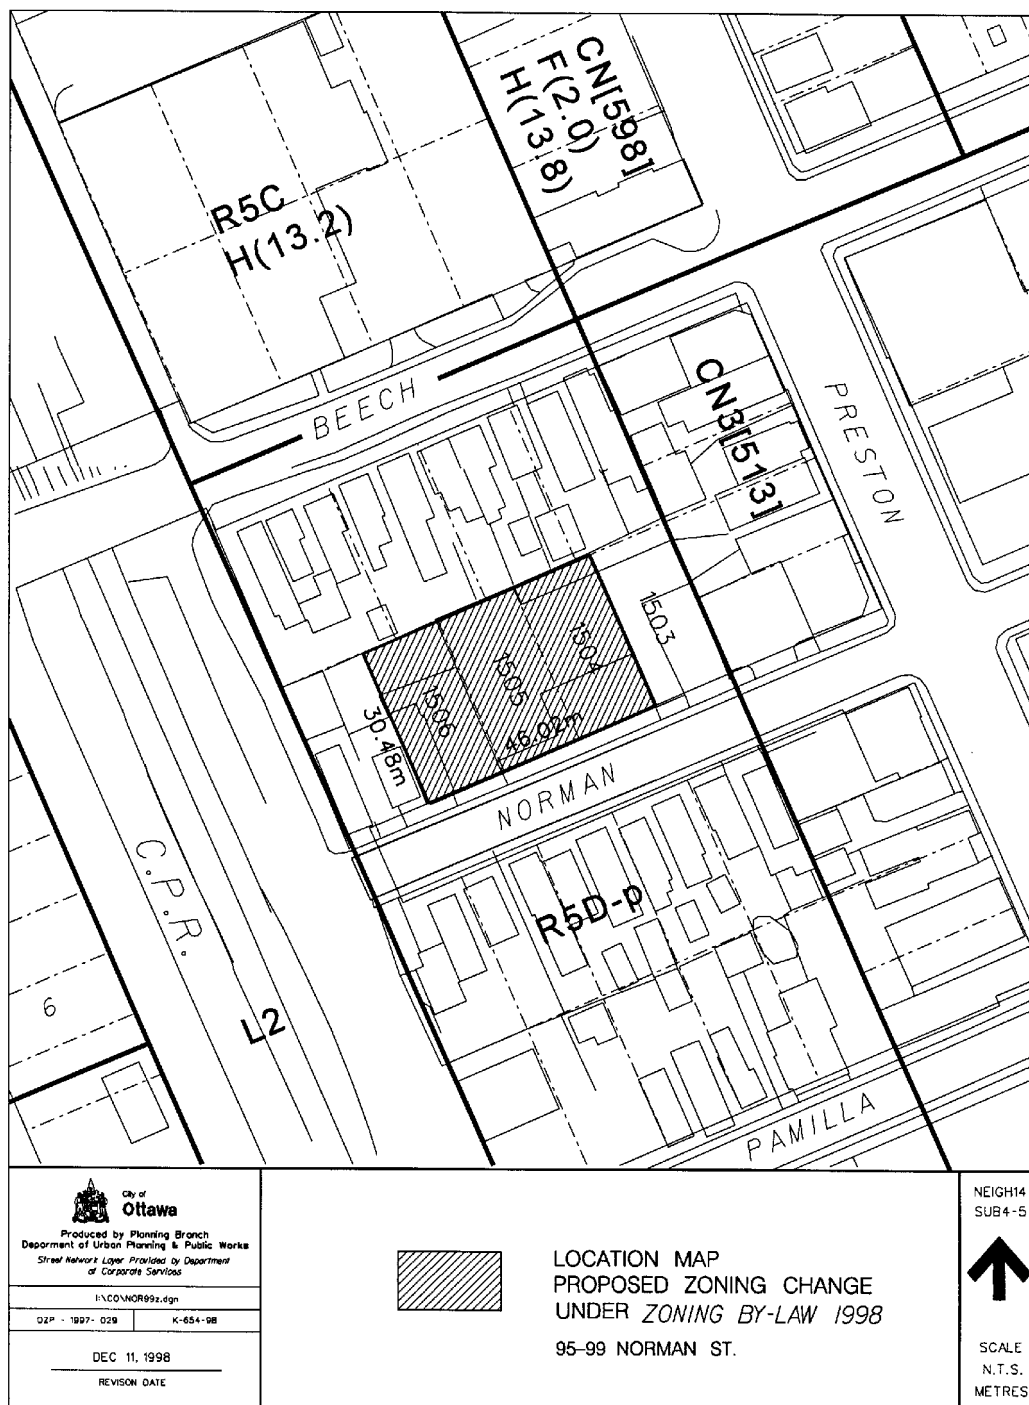 CN[598]
F(2.0)
H(13.8)
R5C
H(13.2)
BEECH
CN3[513]
PRESTON
1503
1504
1505
1506
30.48m
46.02m
NORMAN
R5D-p
C.P.R.
6
L2
PAMILLA
City of
Ottawa
Produced by Planning Branch
Deparment of Urban Planning & Public Works
Street Network Layer Provided by Department
of Corporate Services
I:\CO\NOR99z.dgn
OZP - 1997- 029
K-654-98
DEC 11, 1998
REVISON DATE
LOCATION MAP
PROPOSED ZONING CHANGE
UNDER ZONING BY-LAW 1998
95-99 NORMAN ST.
NEIGH14
SUB4-5
SCALE
N.T.S.
METRES